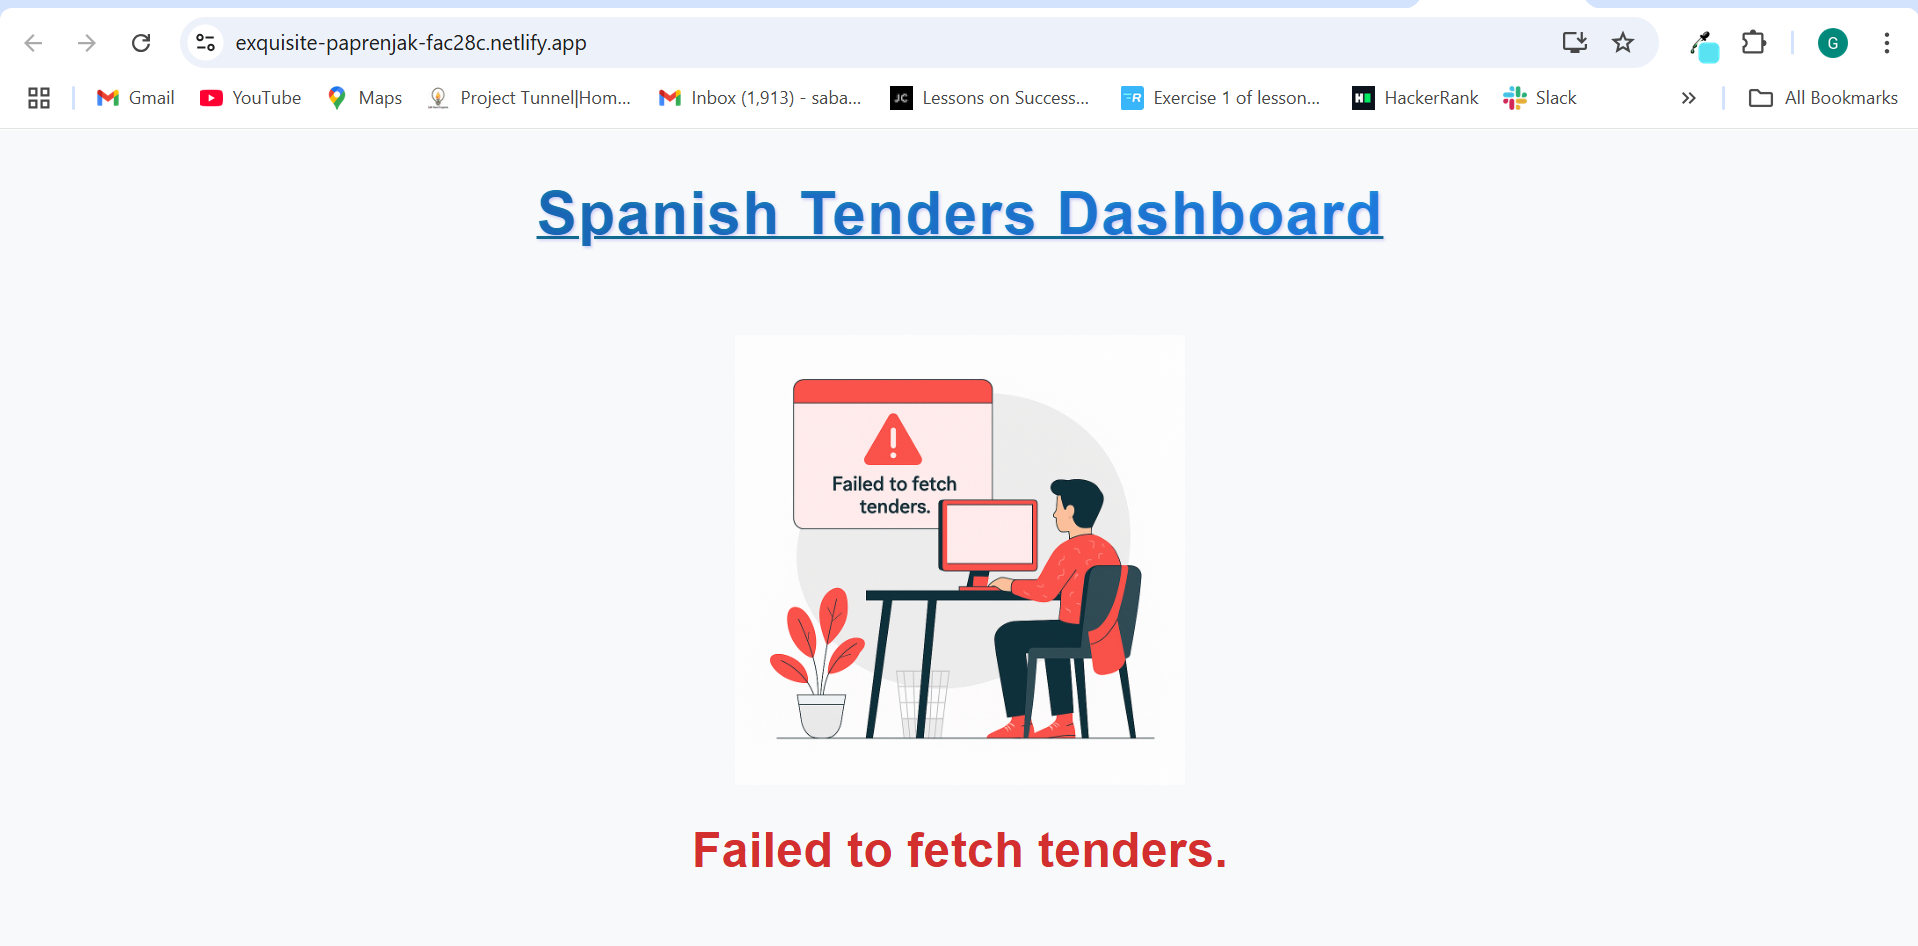 exquisite-paprenjak-fac28c.netlify.app
G
Gmail
YouTube
Maps
Project Tunnel|Hom...
Inbox (1,913) - saba...
JC
Lessons on Success...
R
Exercise 1 of lesson...
H
HackerRank
Slack
All Bookmarks
Spanish Tenders Dashboard
Failed to fetch
tenders.
Failed to fetch tenders.